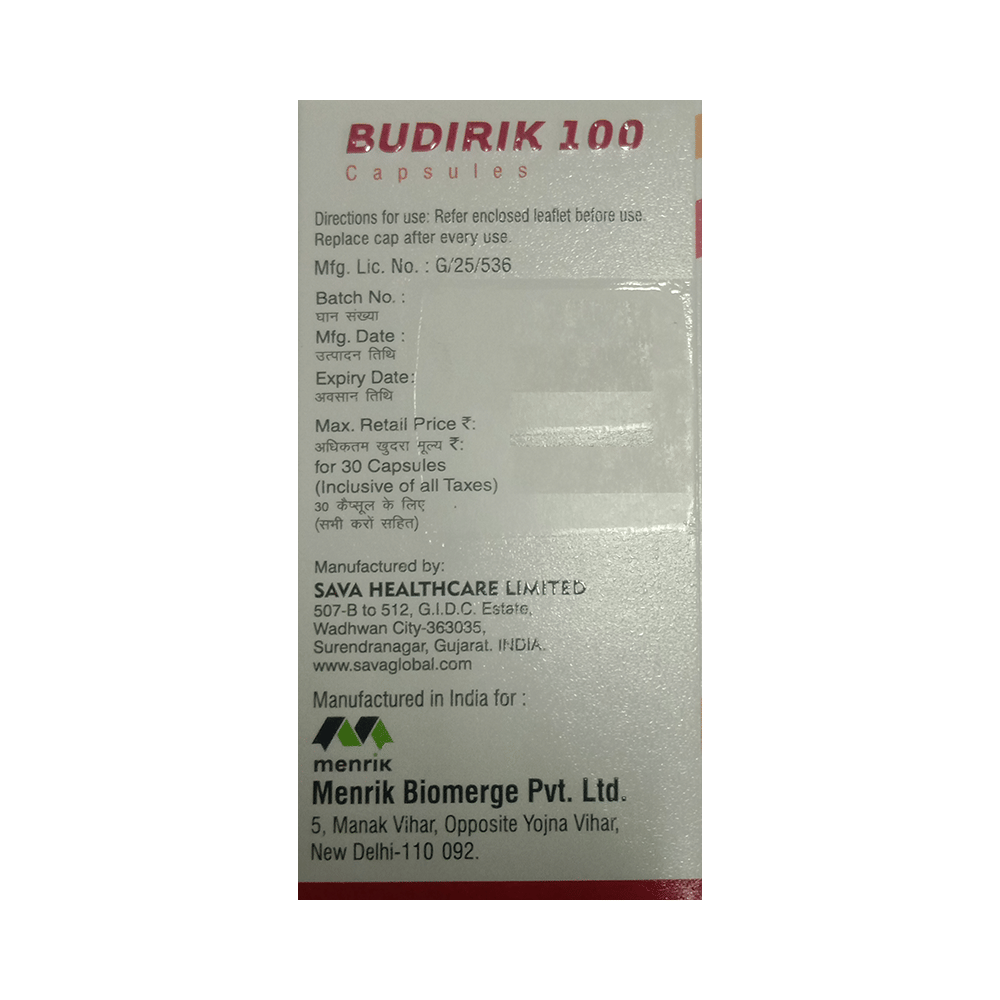 BUDIRIK 100
Capsules
Directions for use: Refer enclosed leaflet before use.
Replace cap after every use.
Mfg. Lic. No. : G/25/536
Batch No. :
घान संख्या
Mfg. Date :
उत्पादन तिथि
Expiry Date:
अवसान तिथि
Max. Retail Price ₹:
अधिकतम खुदरा मूल्य ₹:
for 30 Capsules
(Inclusive of all Taxes)
30 कैप्सूल के लिए
(सभी करों सहित)
Manufactured by:
SAVA HEALTHCARE LIMITED
507-B to 512, G.I.D.C. Estate,
Wadhwan City-363035,
Surendranagar, Gujarat. INDIA.
www.savaglobal.com
Manufactured in India for :
menrik
Menrik Biomerge Pvt. Ltd.
5, Manak Vihar, Opposite Yojna Vihar,
New Delhi-110 092.